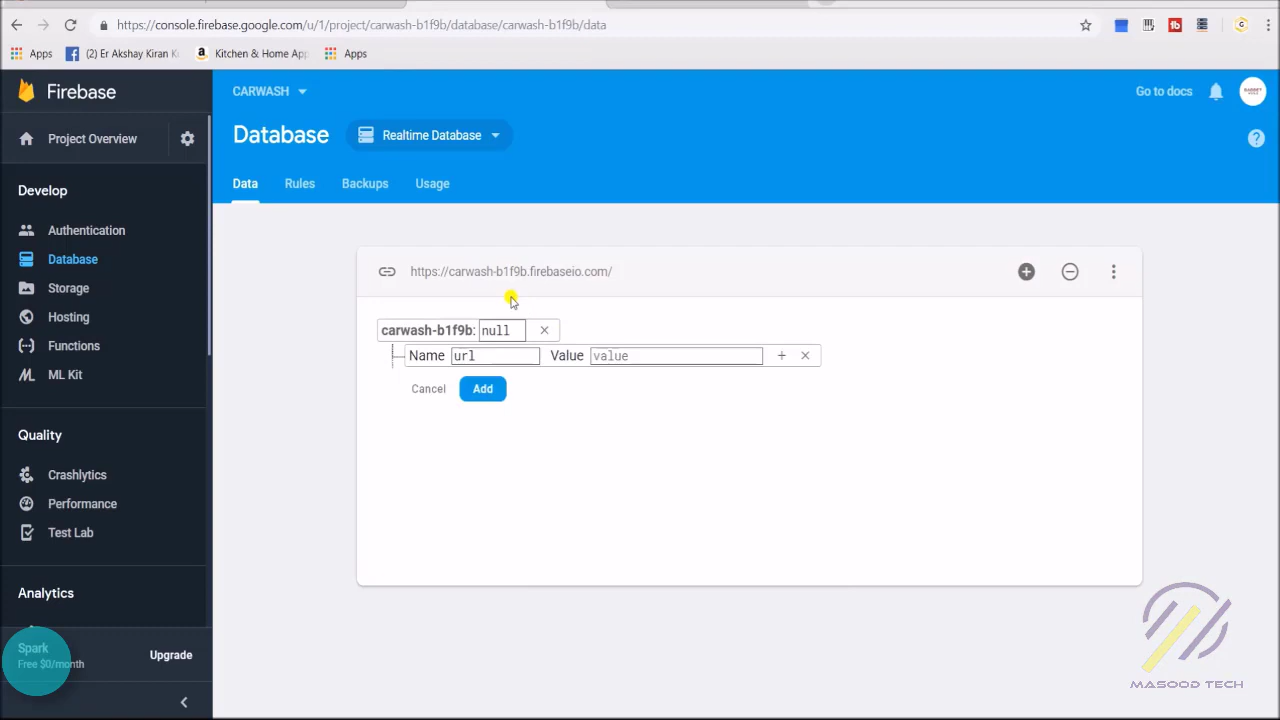 https://console.firebase.google.com/u/1/project/carwash-b1f9b/database/carwash-b1f9b/data
Apps (2) Er Akshay Kiran K Kitchen & Home App Apps
Firebase
Project Overview
Develop
Authentication
Database
Storage
Hosting
Functions
ML Kit
Quality
Crashlytics
Performance
Test Lab
Analytics
Spark
Free $0/month
Upgrade
CARWASH
Go to docs
Database
Realtime Database
Data Rules Backups Usage
https://carwash-b1f9b.firebaseio.com/
carwash-b1f9b: null
Name url Value value
Cancel Add
MASOOD TECH